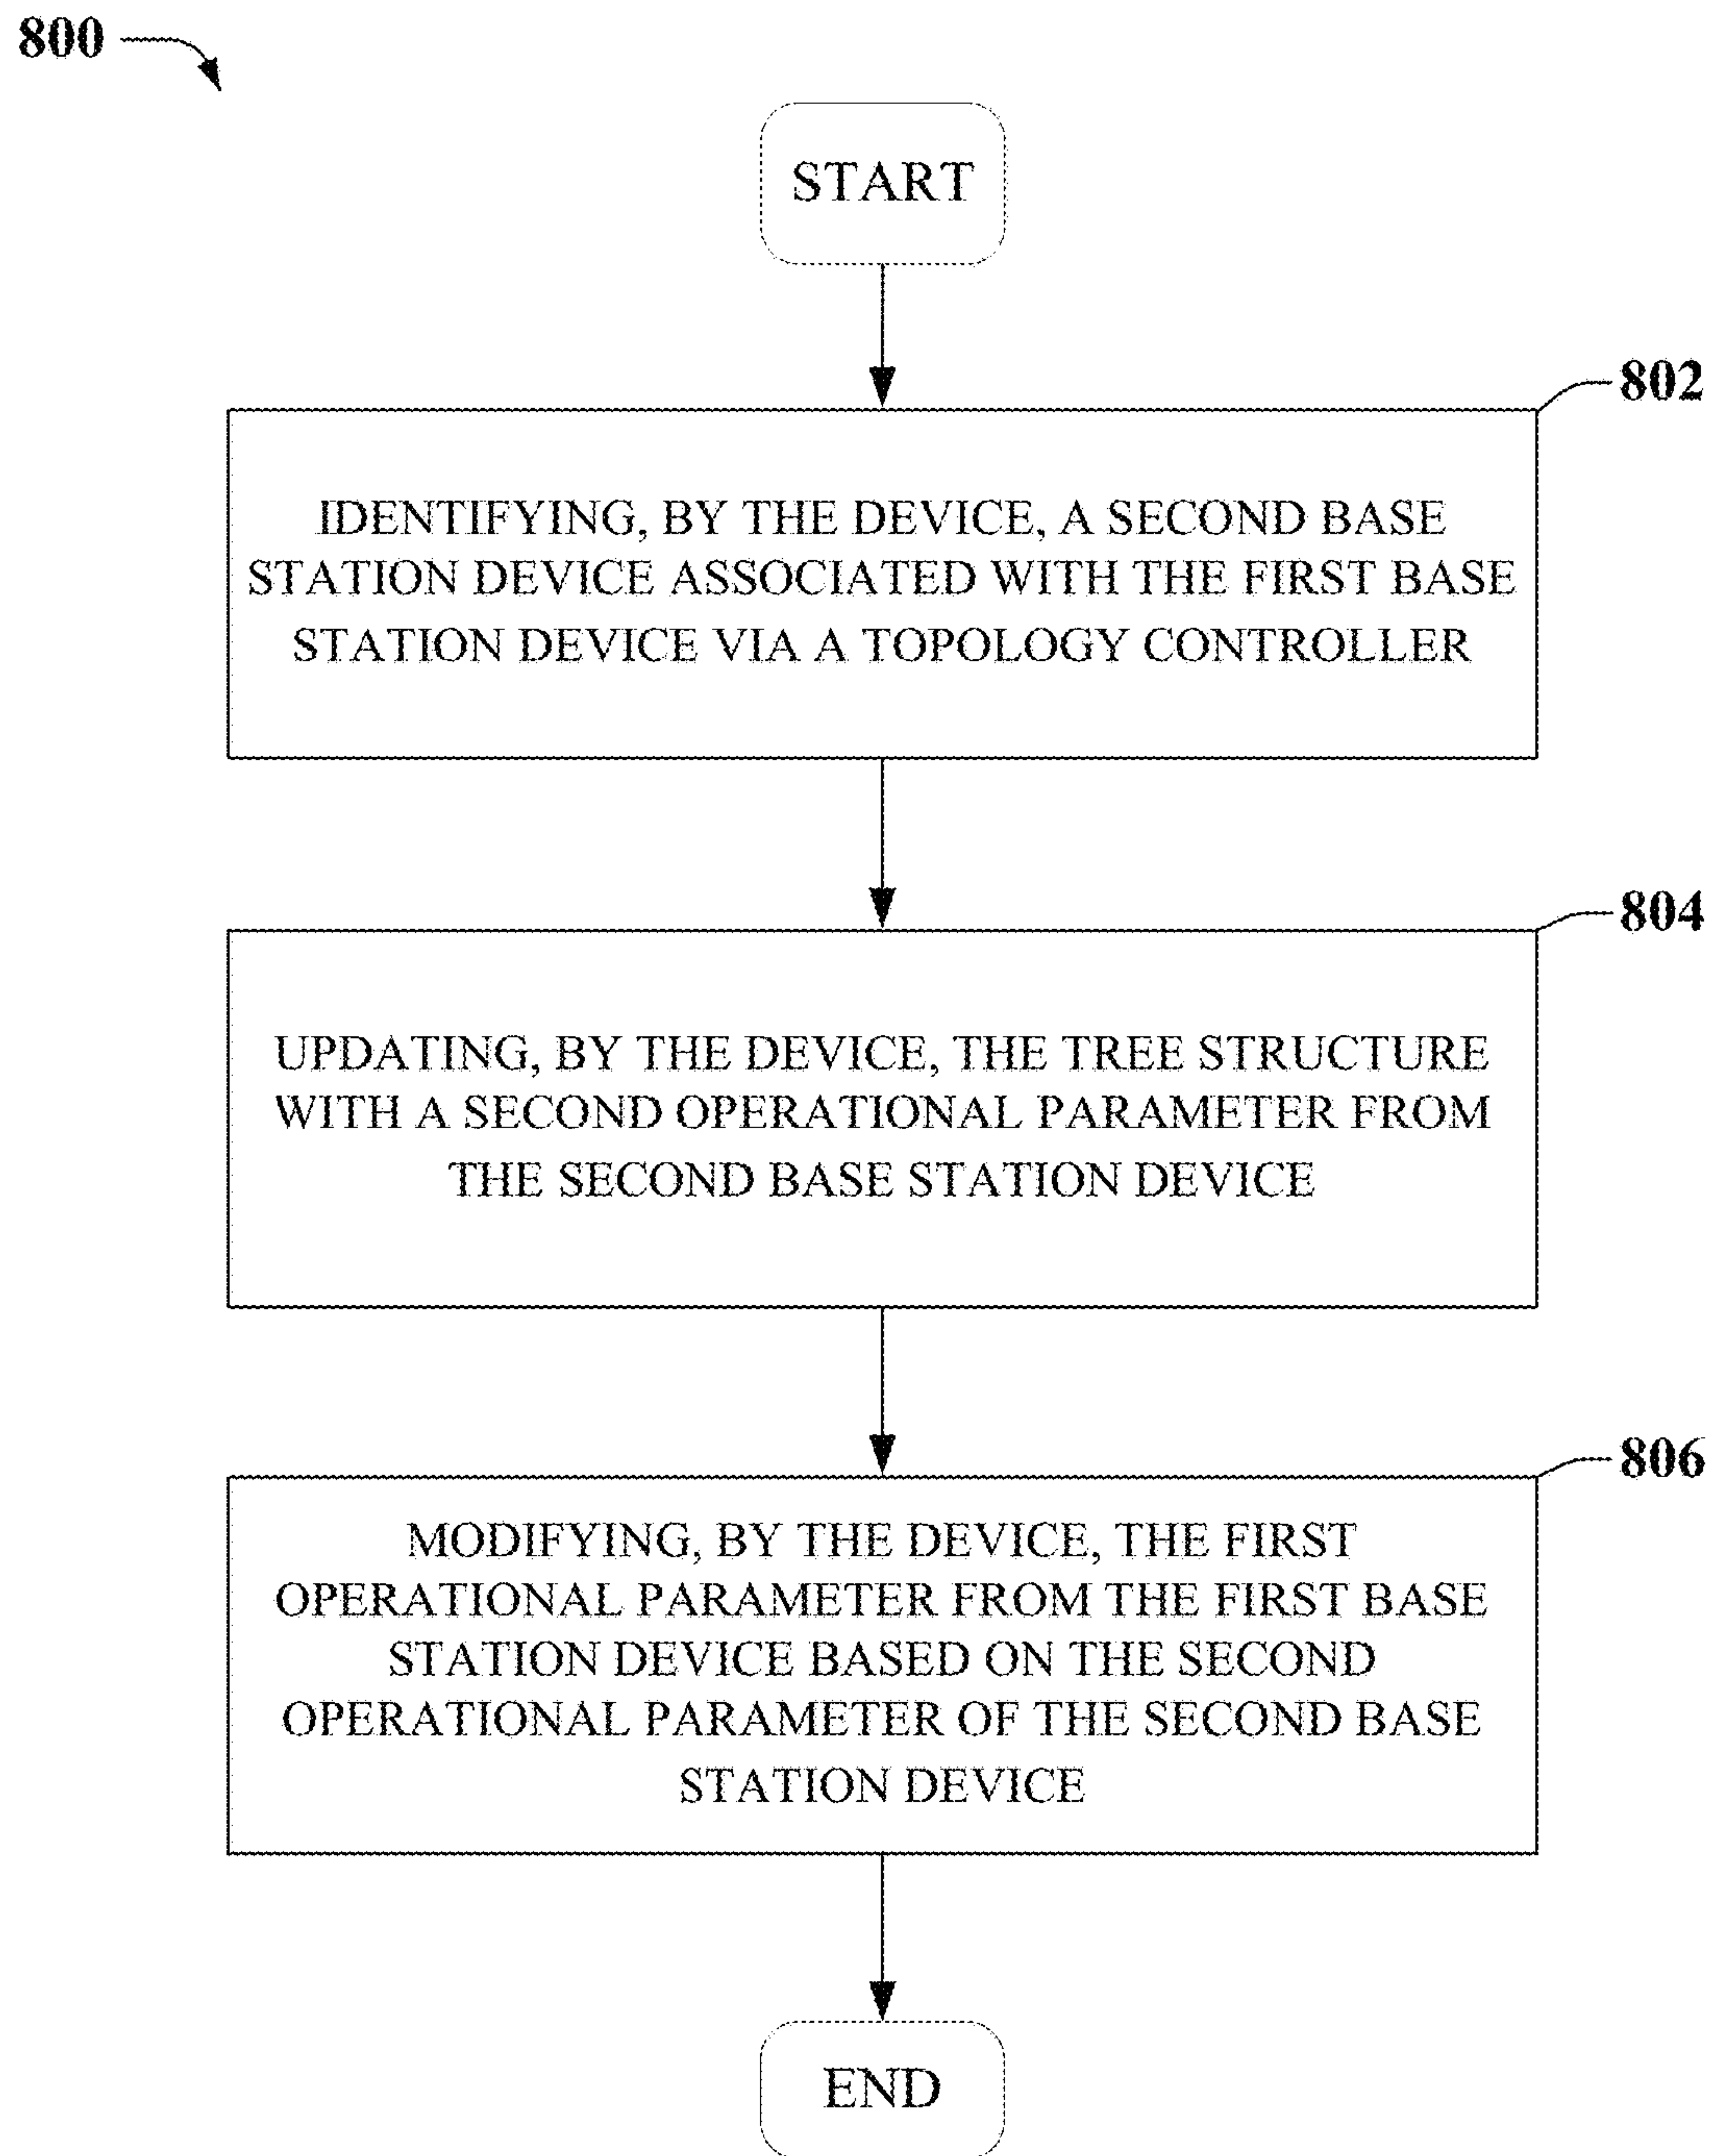 800
START
802
IDENTIFYING, BY THE DEVICE, A SECOND BASE
STATION DEVICE ASSOCIATED WITH THE FIRST BASE
STATION DEVICE VIA A TOPOLOGY CONTROLLER
804
UPDATING, BY THE DEVICE, THE TREE STRUCTURE
WITH A SECOND OPERATIONAL PARAMETER FROM
THE SECOND BASE STATION DEVICE
806
MODIFYING, BY THE DEVICE, THE FIRST
OPERATIONAL PARAMETER FROM THE FIRST BASE
STATION DEVICE BASED ON THE SECOND
OPERATIONAL PARAMETER OF THE SECOND BASE
STATION DEVICE
END